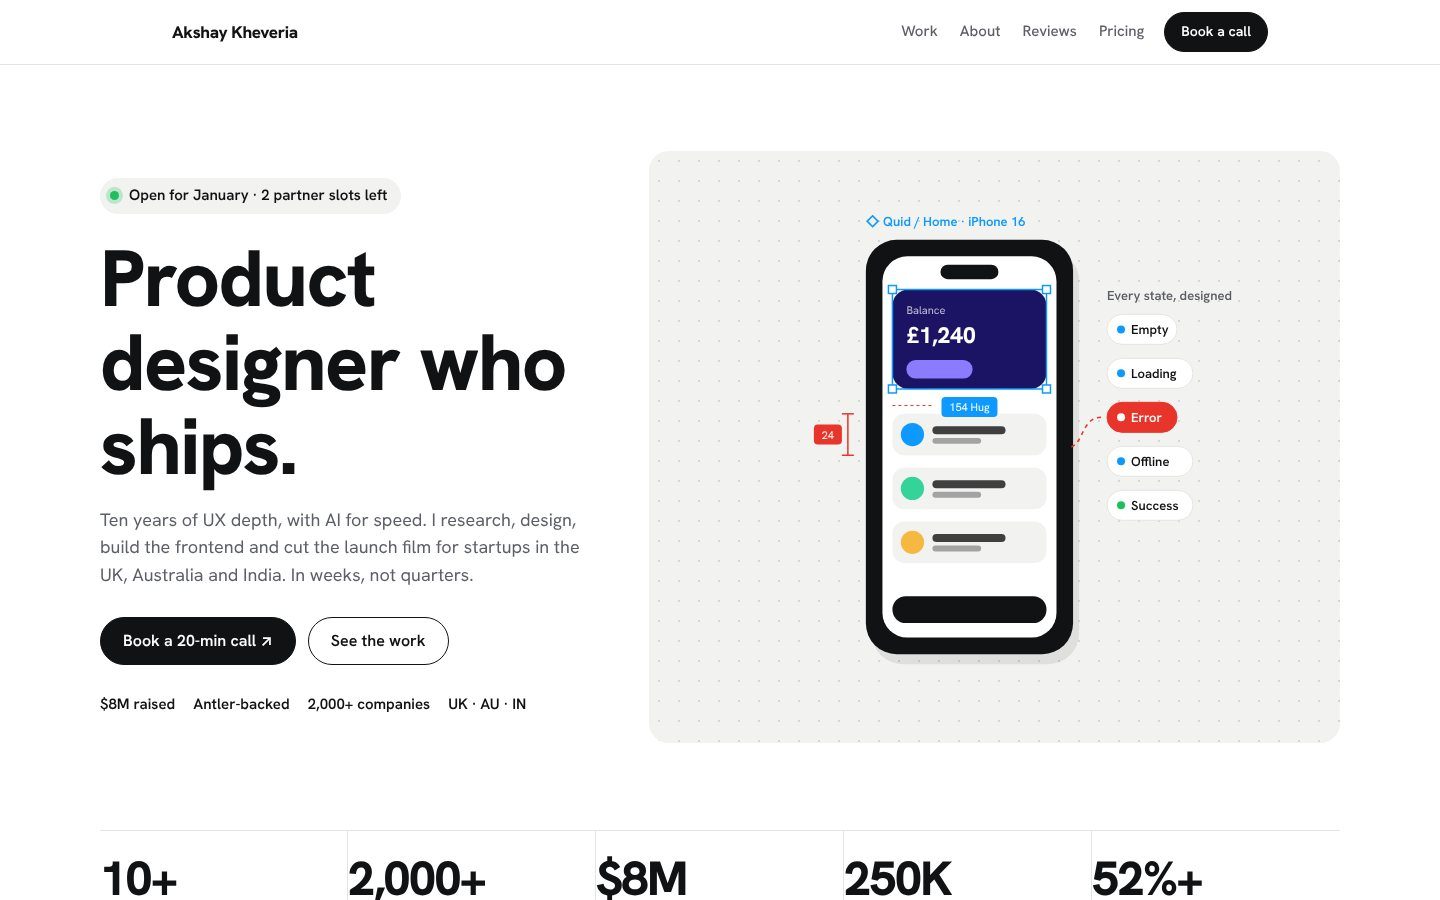 Akshay Kheveria
Work About Reviews Pricing Book a call
Open for January · 2 partner slots left
Product
designer who
ships.
Ten years of UX depth, with AI for speed. I research, design,
build the frontend and cut the launch film for startups in the
UK, Australia and India. In weeks, not quarters.
Book a 20-min call ↗ See the work
$8M raised Antler-backed 2,000+ companies UK · AU · IN
Quid / Home · iPhone 16
Balance
£1,240
154 Hug
24
Every state, designed
Empty
Loading
Error
Offline
Success
10+ 2,000+ $8M 250K 52%+